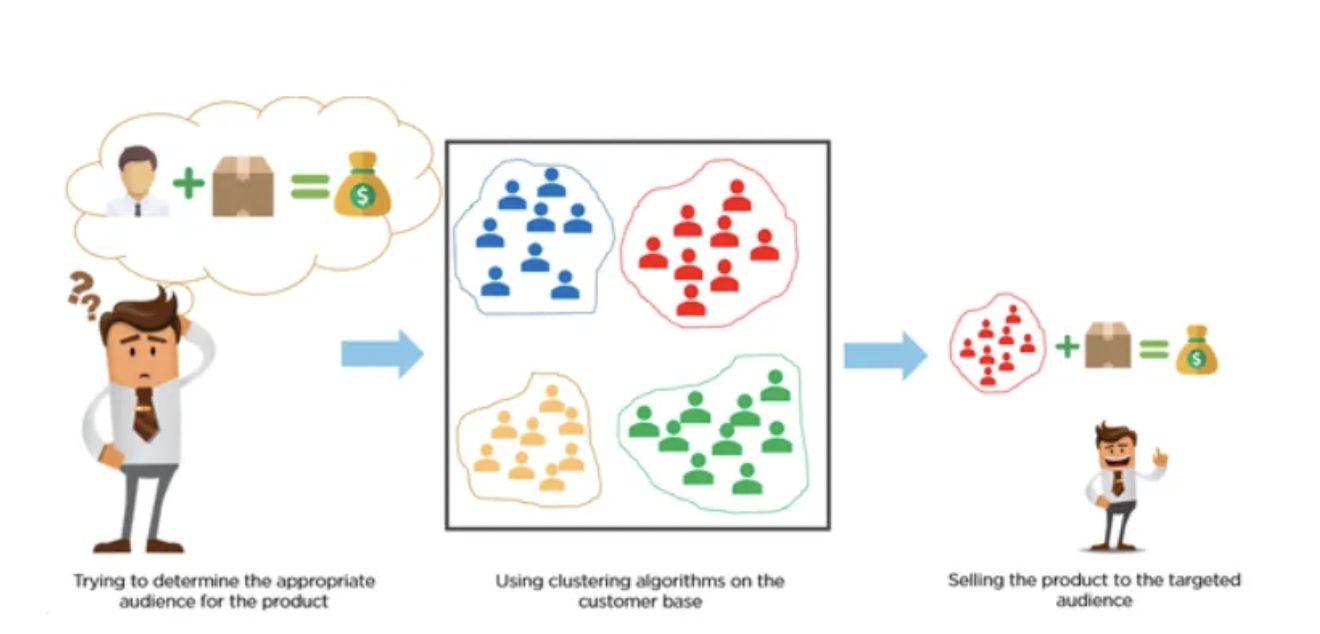 ??
$
Trying to determine the appropriate
audience for the product
Using clustering algorithms on the
customer base
$
Selling the product to the targeted
audience